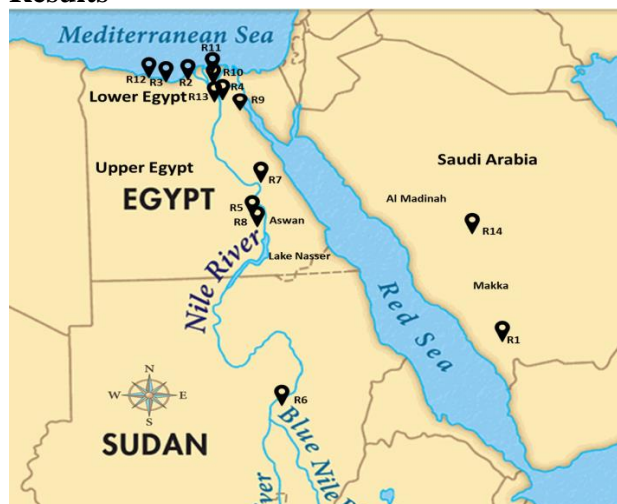 Results
Mediterranean Sea
R11
R12
R3
R2
R10
R4
Lower Egypt
R13
R9
Saudi Arabia
Upper Egypt
R7
EGYPT
Al Madinah
R5
R8
Aswan
R14
Nile River
Lake Nasser
Makka
Red Sea
R1
N
W
E
S
R6
SUDAN
Blue Nile